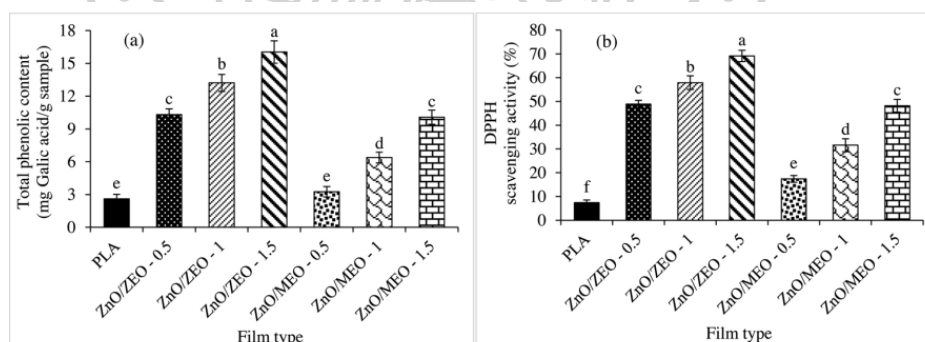 (a)
Total phenolic content
(mg Galic acid/g sample)
18
15
12
9
6
3
0
e
c
b
a
e
d
c
PLA
ZnO/ZEO - 0.5
ZnO/ZEO - 1
ZnO/ZEO - 1.5
ZnO/MEO - 0.5
ZnO/MEO - 1
ZnO/MEO - 1.5
Film type
(b)
DPPH
scavenging activity (%)
80
70
60
50
40
30
20
10
0
f
c
b
a
e
d
c
PLA
ZnO/ZEO - 0.5
ZnO/ZEO - 1
ZnO/ZEO - 1.5
ZnO/MEO - 0.5
ZnO/MEO - 1
ZnO/MEO - 1.5
Film type